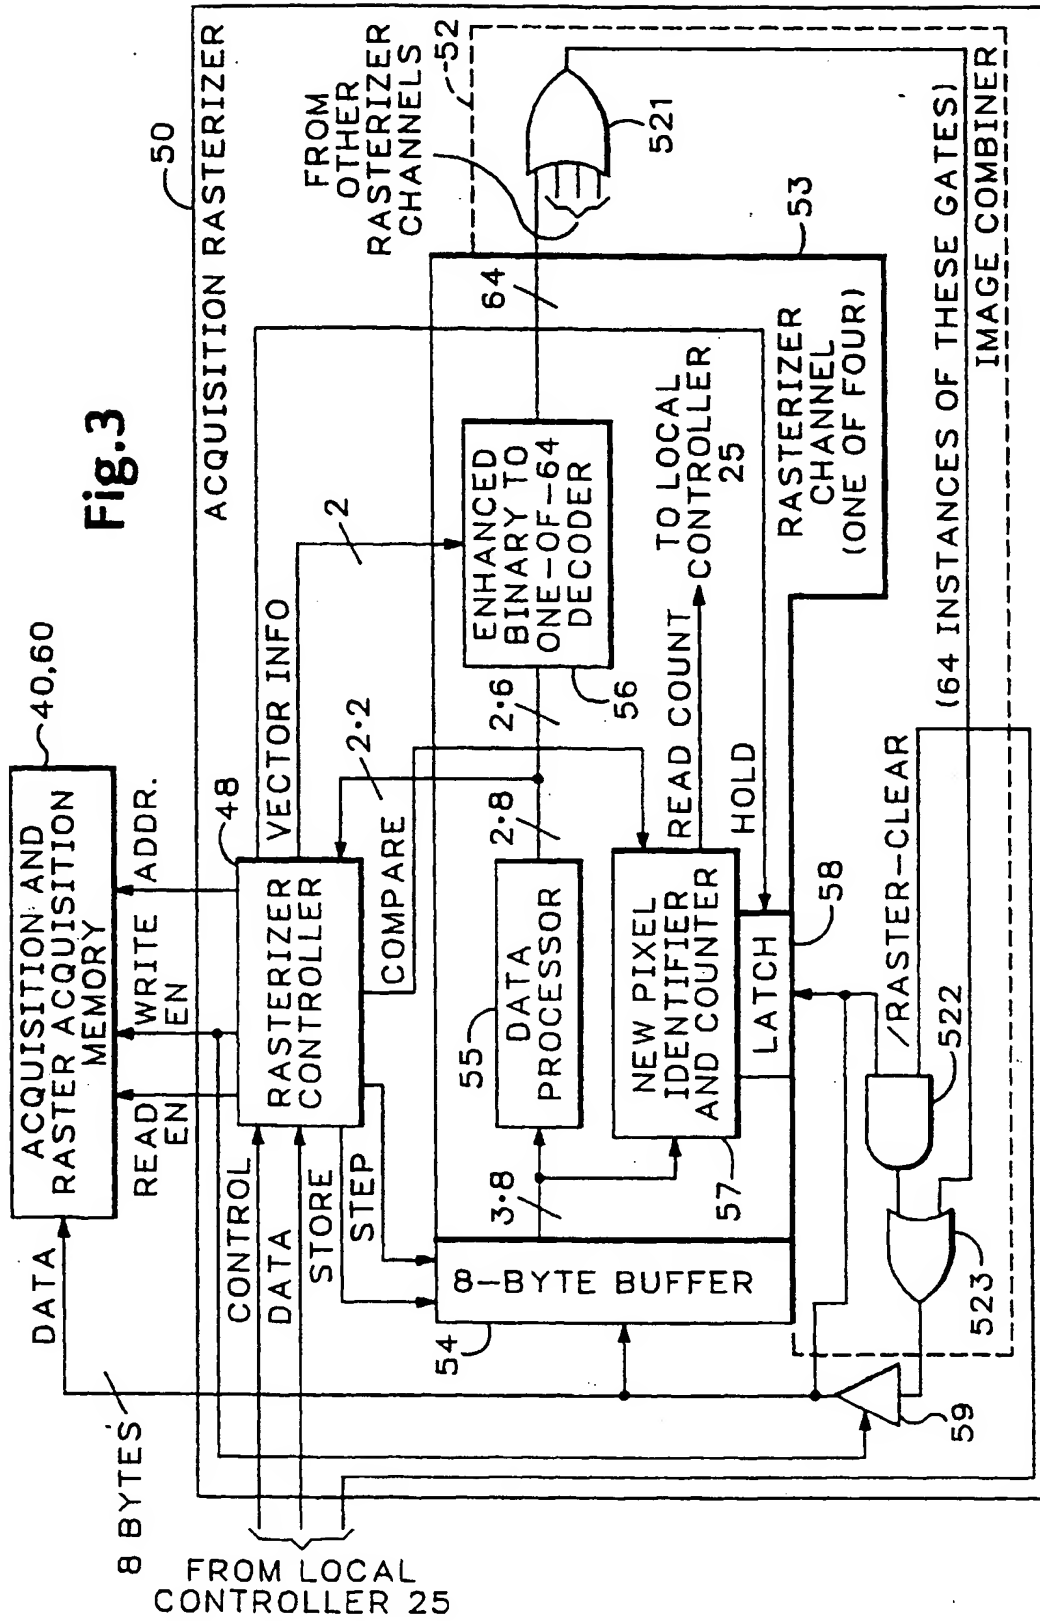 Fig.3
ACQUISITION AND
RASTER ACQUISITION
MEMORY
40,60
DATA
8 BYTES
READ
EN
WRITE
EN
ADDR.
50
ACQUISITION RASTERIZER
FROM LOCAL
CONTROLLER 25
CONTROL
DATA
STORE
STEP
RASTERIZER
CONTROLLER
48
VECTOR INFO
2
COMPARE
2·2
8-BYTE BUFFER
54
3·8
55
DATA
PROCESSOR
2·8
2·6
ENHANCED
BINARY TO
ONE-OF-64
DECODER
56
64
FROM
OTHER
RASTERIZER
CHANNELS
52
521
NEW PIXEL
IDENTIFIER
AND COUNTER
57
READ COUNT
TO LOCAL
CONTROLLER
25
HOLD
LATCH
58
RASTERIZER
CHANNEL
(ONE OF FOUR)
53
/RASTER-CLEAR
522
523
59
(64 INSTANCES OF THESE GATES)
IMAGE COMBINER